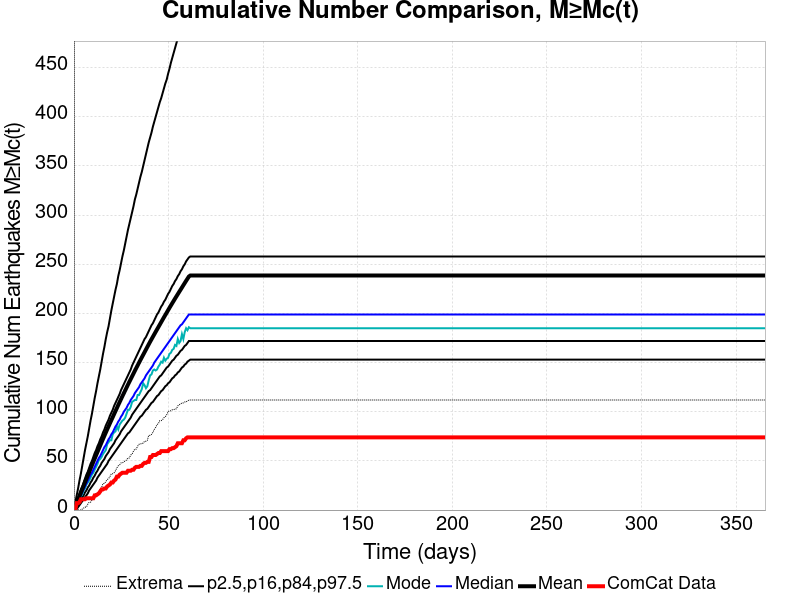 Cumulative Number Comparison, M≥Mc(t)
Cumulative Num Earthquakes M≥Mc(t)
450
400
350
300
250
200
150
100
50
0
0 50 100 150 200 250 300 350
Time (days)
Extrema p2.5,p16,p84,p97.5 Mode Median Mean ComCat Data